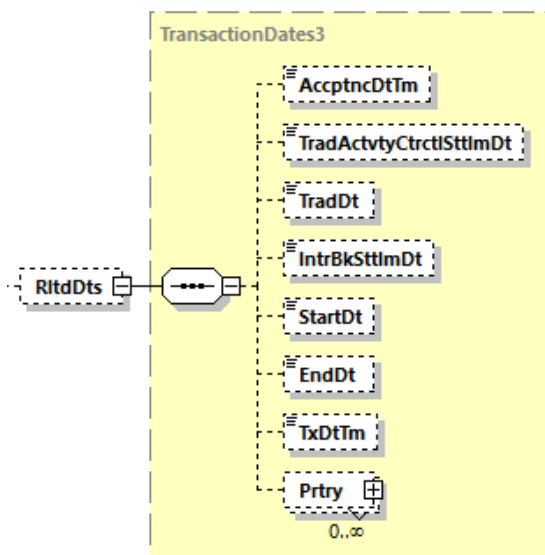 TransactionDates3
AccptncDtTm
TradActvtyCtrctlSttlmDt
TradDt
IntrBkSttlmDt
RltdDts
StartDt
EndDt
TxDtTm
Prtry
0..∞